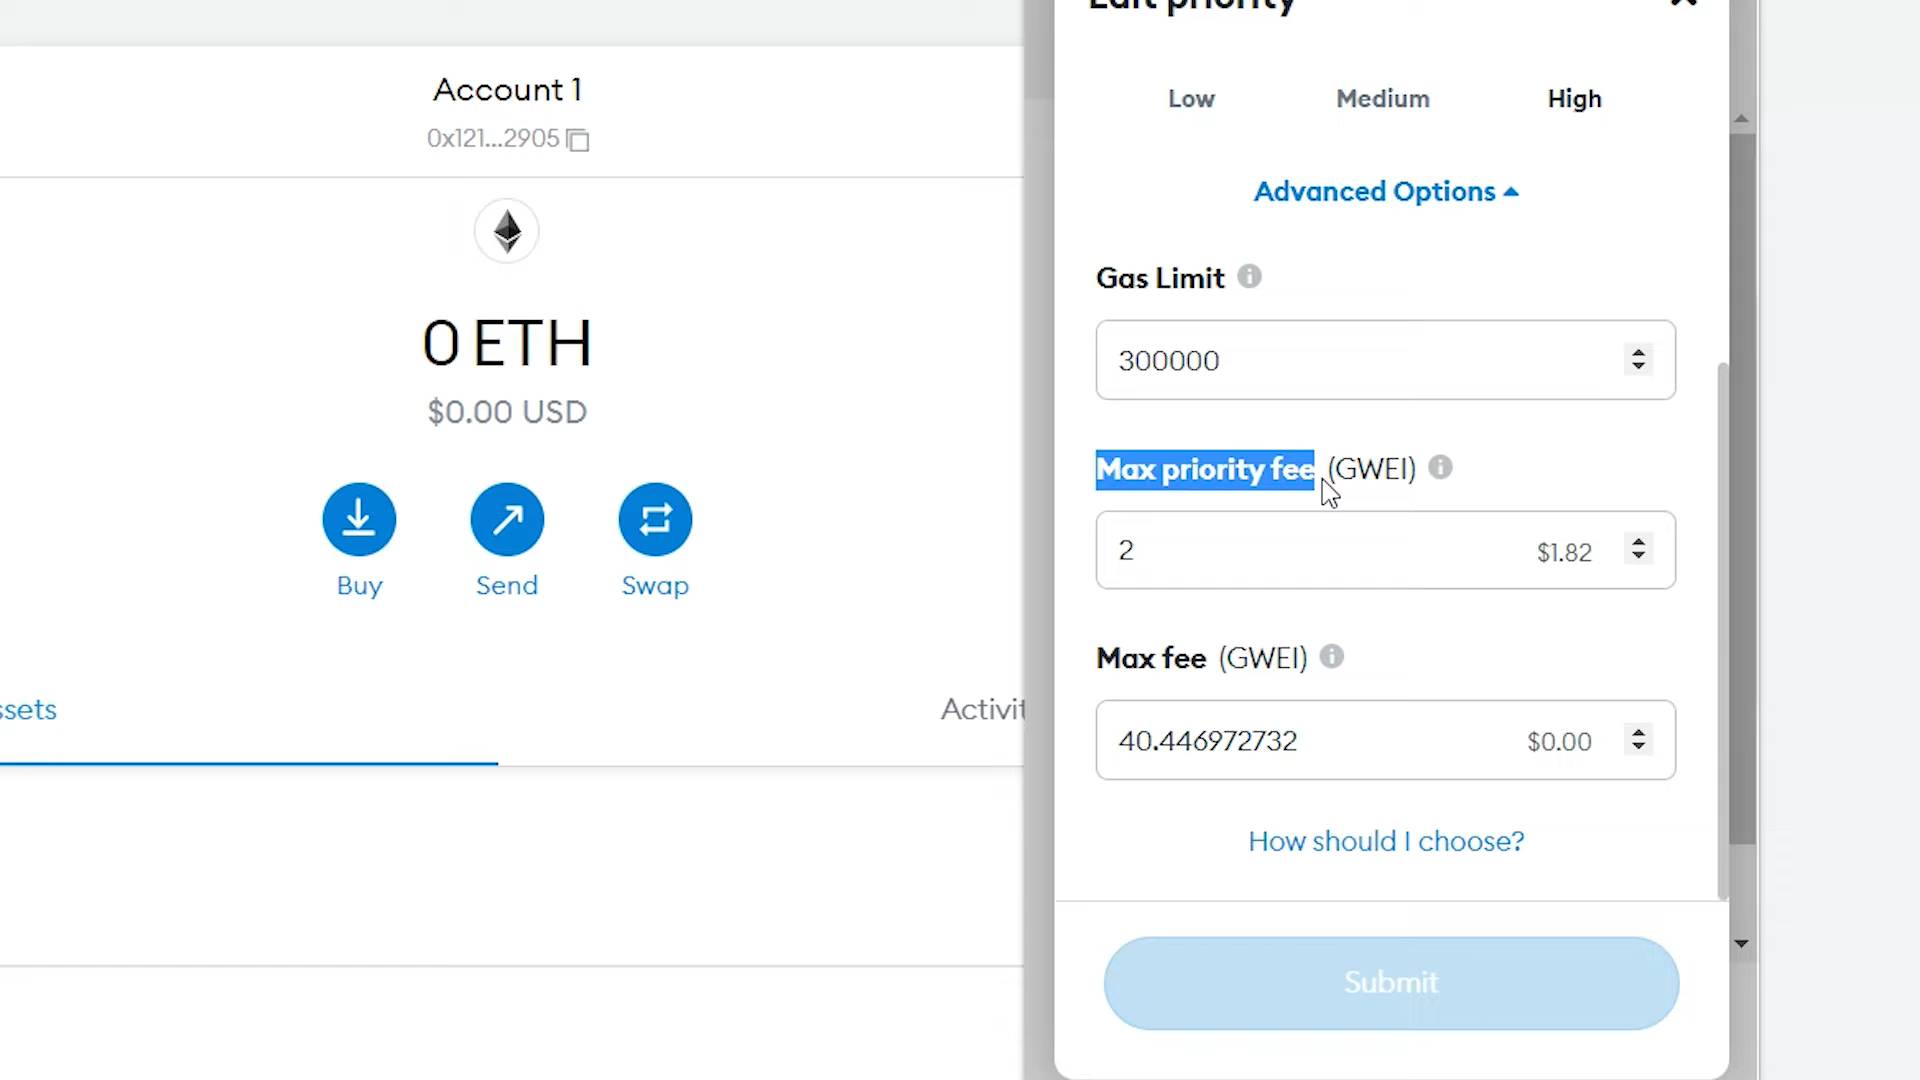 Edit priority
Account 1
0x121...2905
Low Medium High
Advanced Options
Gas Limit
300000
0 ETH
$0.00 USD
Max priority fee (GWEI)
2 $1.82
Buy Send Swap
Max fee (GWEI)
40.446972732 $0.00
ssets Activit
How should I choose?
Submit